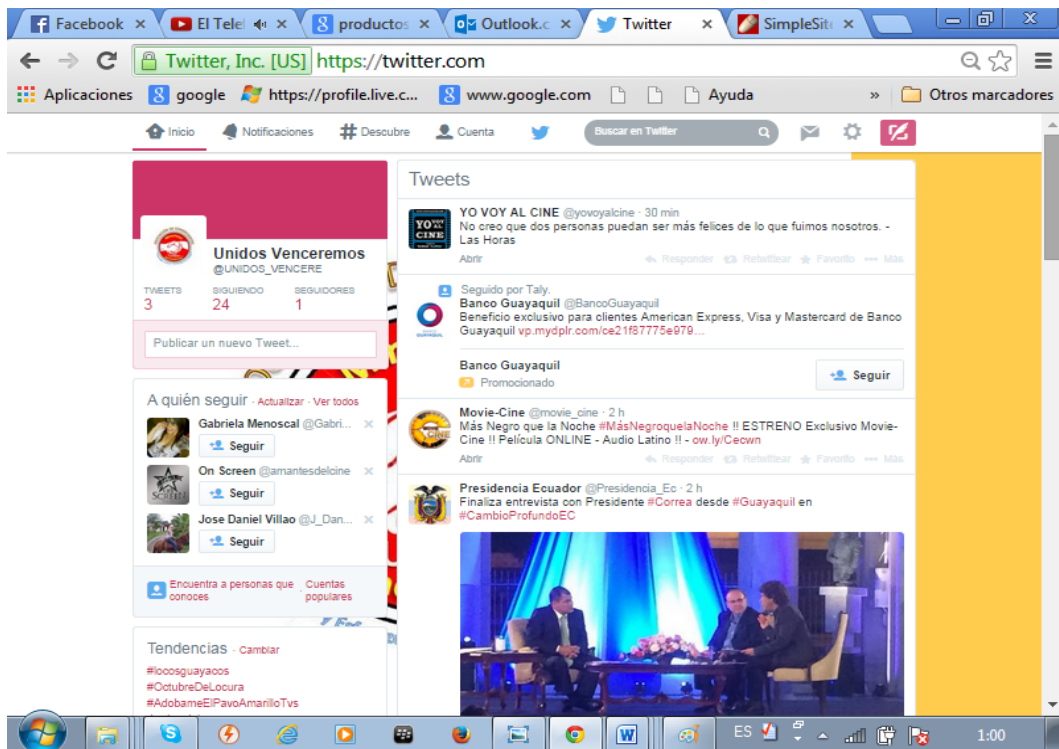 Facebook
El Telef
productos
Outlook.c
Twitter
SimpleSite
Twitter, Inc. [US] https://twitter.com
Aplicaciones google https://profile.live.c... www.google.com Ayuda » Otros marcadores
Inicio Notificaciones Descubre Cuenta Buscar en Twitter
Unidos Venceremos
@UNIDOS_VENCERE
TWEETS SIGUIENDO SEGUIDORES
3 24 1
Publicar un nuevo Tweet...
A quién seguir · Actualizar · Ver todos
Gabriela Menoscal @Gabri...
Seguir
On Screen @amantesdelcine
Seguir
Jose Daniel Villao @J_Dan...
Seguir
Encuentra a personas que conoces · Cuentas populares
Tendencias · Cambiar
#locosguayacos
#OctubreDeLocura
#AdobameElPavoAmarilloTvs
Tweets
YO VOY AL CINE
YO VOY AL CINE @yovoyalcine · 30 min
No creo que dos personas puedan ser más felices de lo que fuimos nosotros. -
Las Horas
Abrir Responder Retwittear Favorito Más
Seguido por Taly.
Banco Guayaquil @BancoGuayaquil
Beneficio exclusivo para clientes American Express, Visa y Mastercard de Banco
Guayaquil vp.mydplr.com/ce21f87775e979...
Banco Guayaquil
Promocionado
Seguir
Movie-Cine @movie_cine · 2 h
Más Negro que la Noche #MásNegroquelaNoche !! ESTRENO Exclusivo Movie-
Cine !! Película ONLINE - Audio Latino !! - ow.ly/Cecwn
Abrir Responder Retwittear Favorito Más
Presidencia Ecuador @Presidencia_Ec · 2 h
Finaliza entrevista con Presidente #Correa desde #Guayaquil en
#CambioProfundoEC
ES 1:00